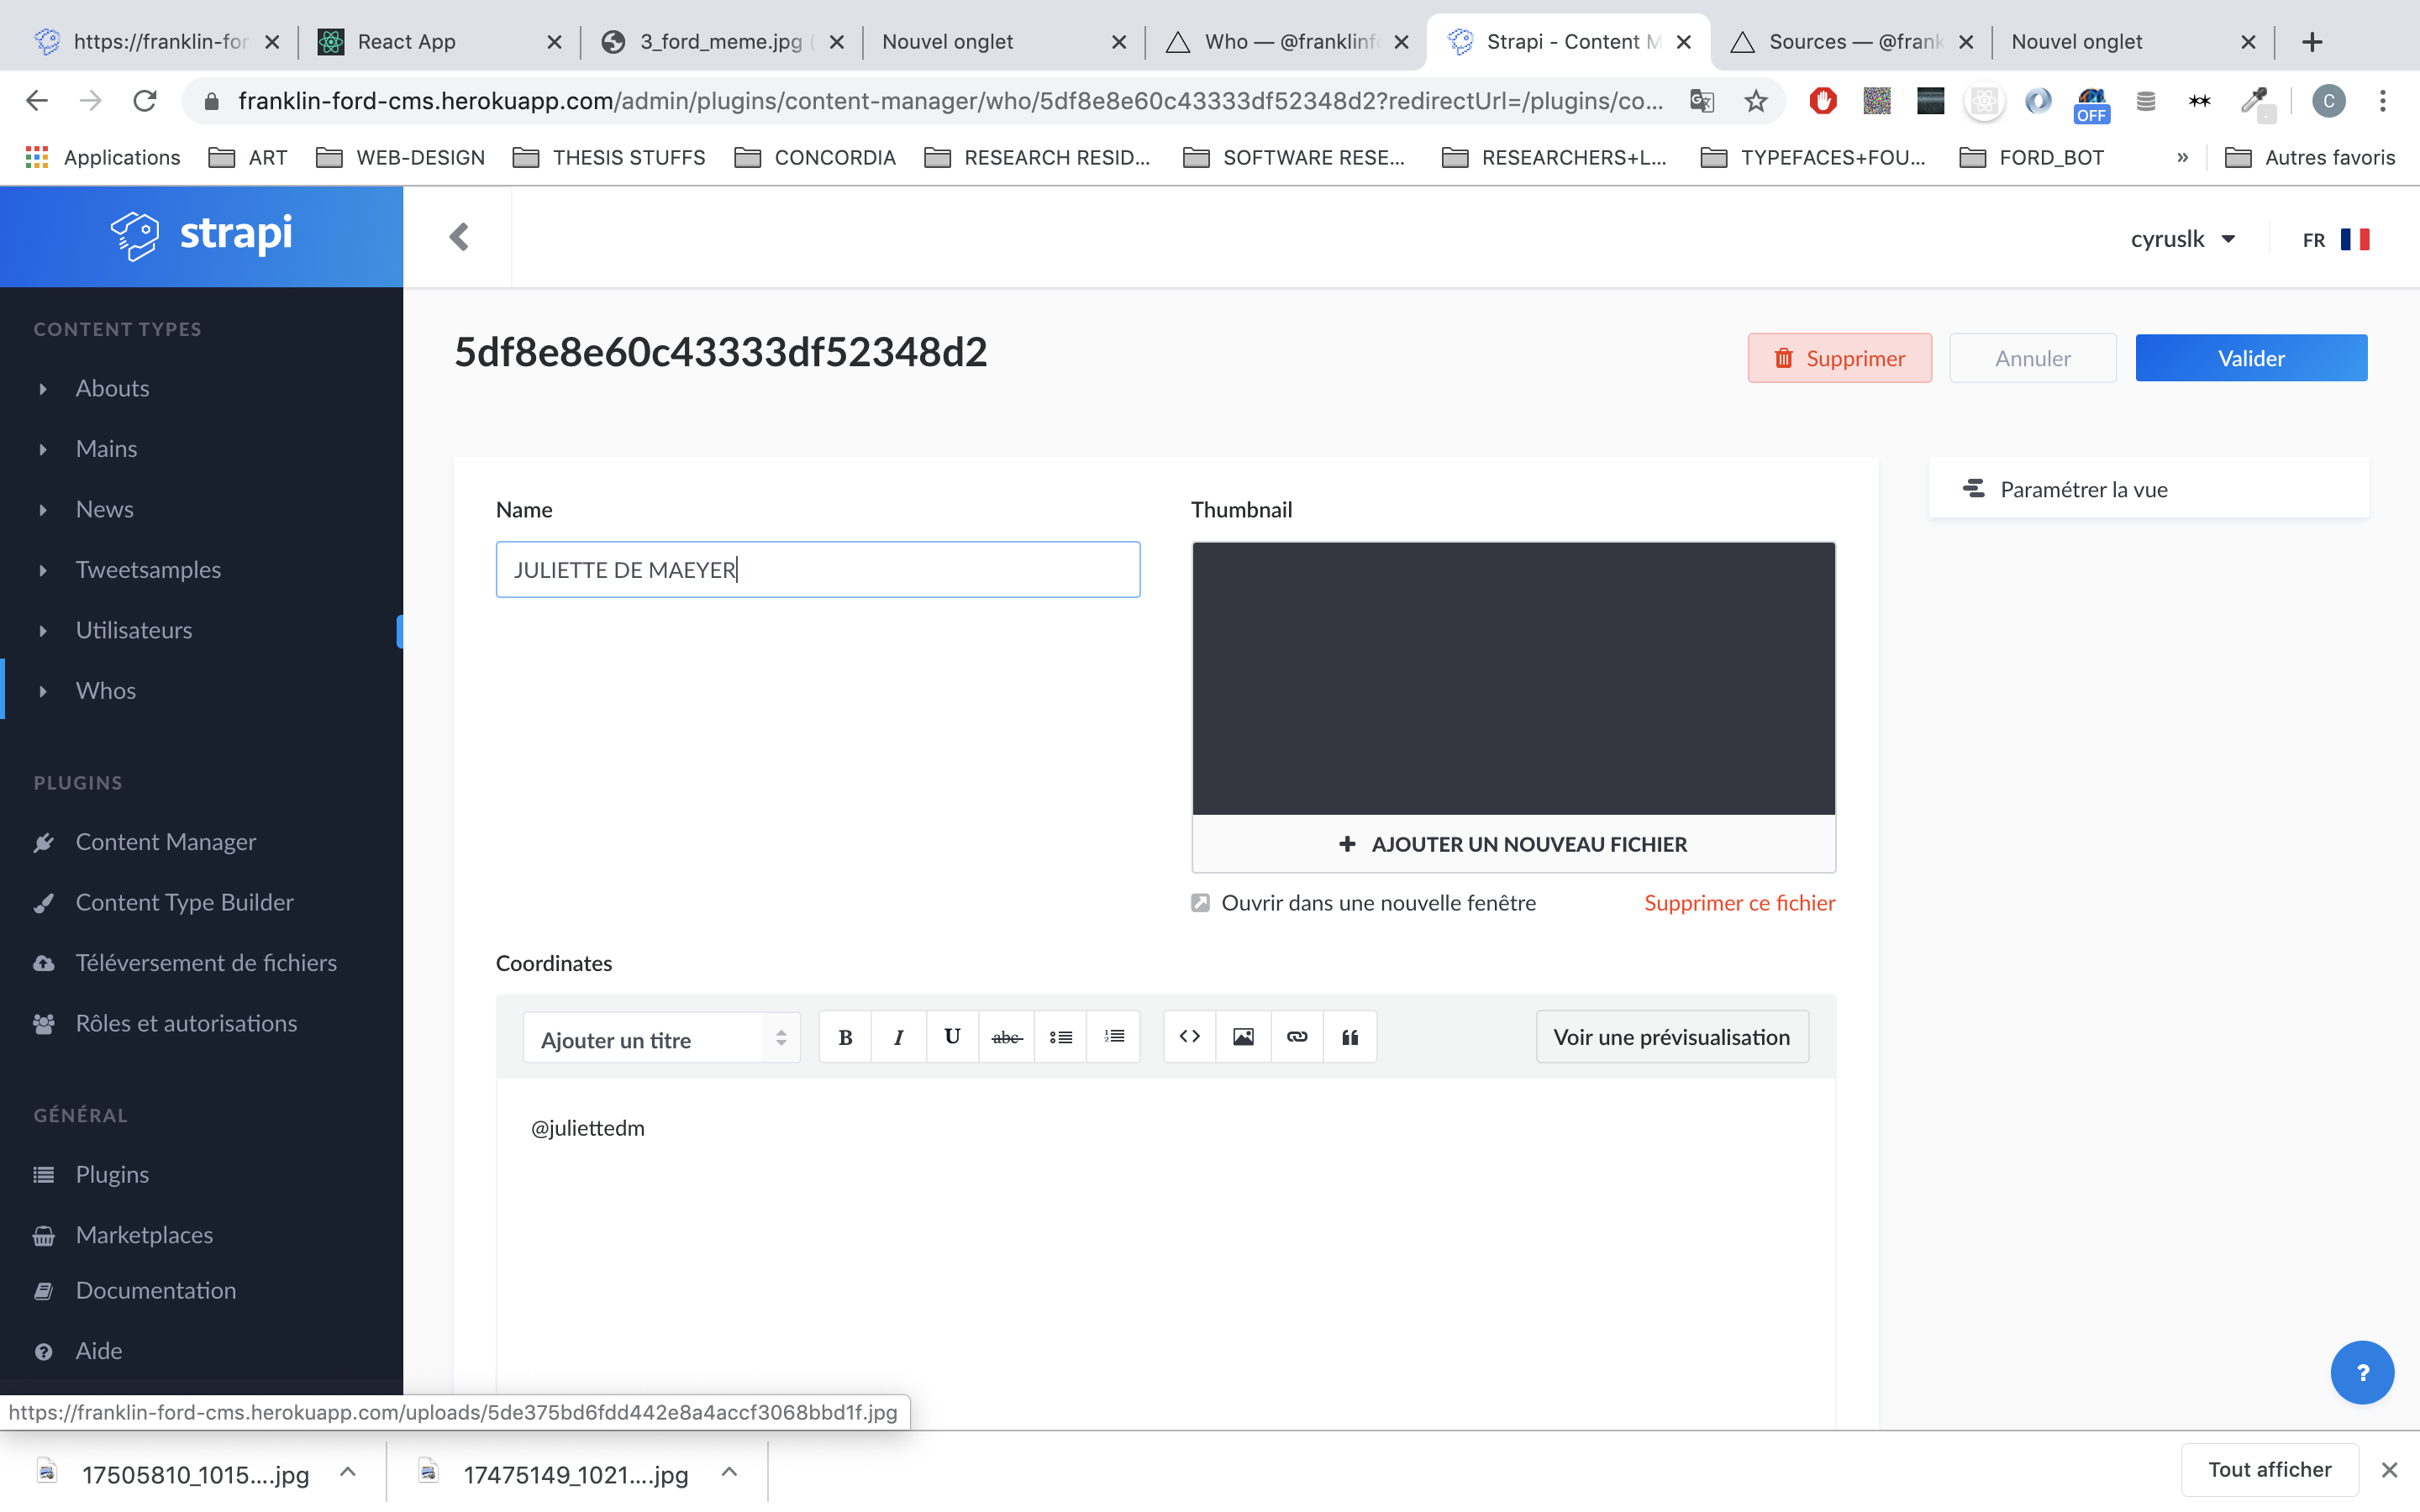 https://franklin-for
React App
3_ford_meme.jpg (
Nouvel onglet
Who — @franklinfo
Strapi - Content M
Sources — @frank
Nouvel onglet
franklin-ford-cms.herokuapp.com/admin/plugins/content-manager/who/5df8e8e60c43333df52348d2?redirectUrl=/plugins/co...
OFF
C
Applications
ART
WEB-DESIGN
THESIS STUFFS
CONCORDIA
RESEARCH RESID...
SOFTWARE RESE...
RESEARCHERS+L...
TYPEFACES+FOU...
FORD_BOT
»
Autres favoris
strapi
cyruslk
FR
CONTENT TYPES
Abouts
Mains
News
Tweetsamples
Utilisateurs
Whos
PLUGINS
Content Manager
Content Type Builder
Téléversement de fichiers
Rôles et autorisations
GÉNÉRAL
Plugins
Marketplaces
Documentation
Aide
5df8e8e60c43333df52348d2
Supprimer
Annuler
Valider
Paramétrer la vue
Name
JULIETTE DE MAEYER
Thumbnail
+ AJOUTER UN NOUVEAU FICHIER
Ouvrir dans une nouvelle fenêtre
Supprimer ce fichier
Coordinates
Ajouter un titre
B I U abc
Voir une prévisualisation
@juliettedm
?
https://franklin-ford-cms.herokuapp.com/uploads/5de375bd6fdd442e8a4accf3068bbd1f.jpg
17505810_1015....jpg
17475149_1021....jpg
Tout afficher